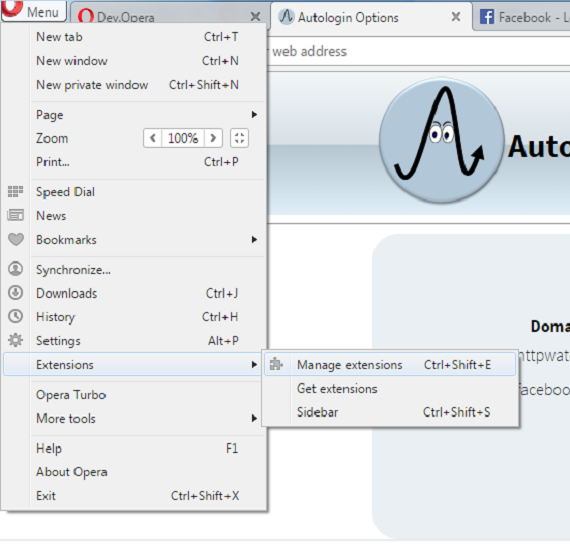 Menu Dev.Opera Autologin Options Facebook - L
New tab Ctrl+T
web address
New window Ctrl+N
New private window Ctrl+Shift+N
Page
Zoom 100%
Print... Ctrl+P
Auto
Speed Dial
News
Bookmarks
Synchronize...
Downloads Ctrl+J
History Ctrl+H
Doma
Settings Alt+P
httpwat
Extensions
Manage extensions Ctrl+Shift+E
Get extensions
faceboo
Sidebar Ctrl+Shift+S
Opera Turbo
More tools
Help F1
About Opera
Exit Ctrl+Shift+X